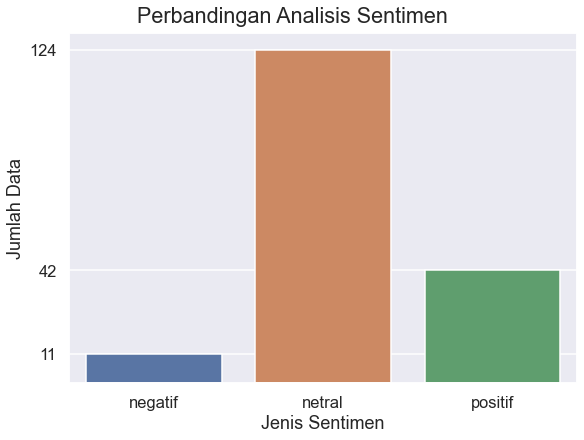 Perbandingan Analisis Sentimen
124
42
11
Jumlah Data
negatif netral positif
Jenis Sentimen